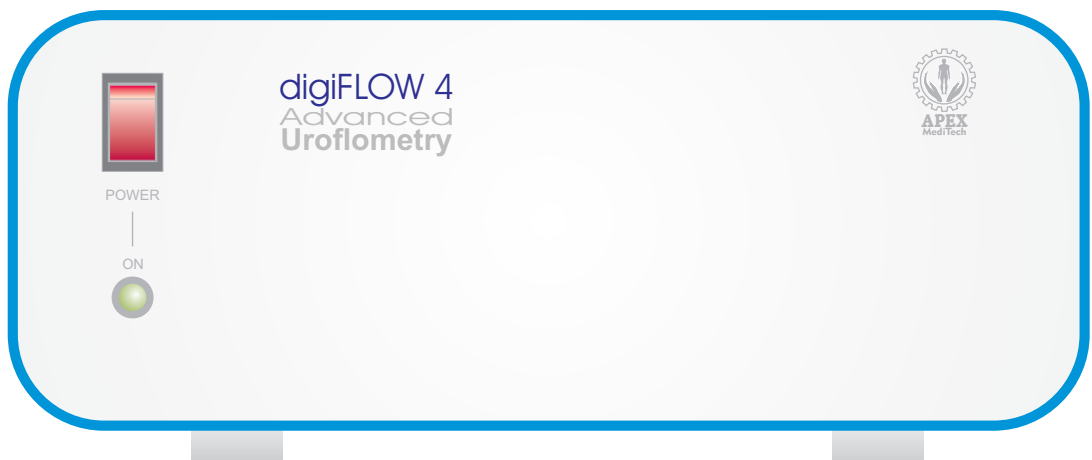 digiFLOW 4
Advanced
Uroflometry
POWER
ON
APEX
MediTech